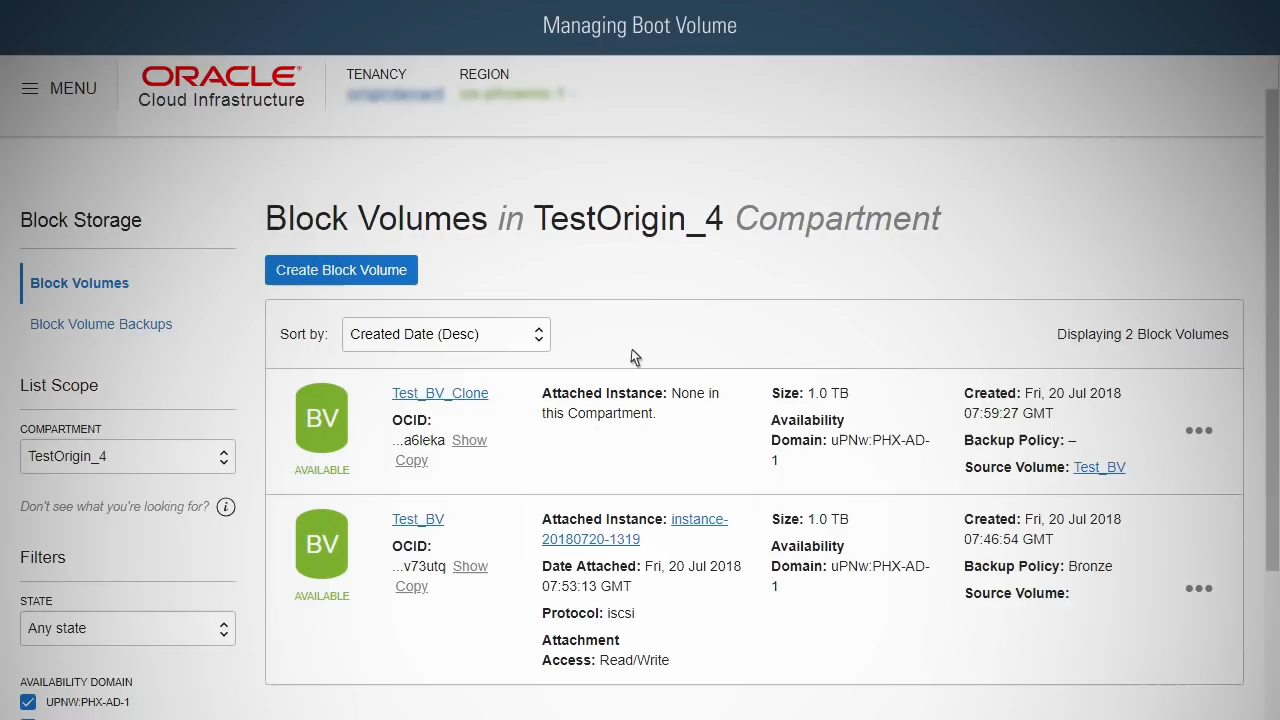 Managing Boot Volume
MENU
ORACLE®
Cloud Infrastructure
TENANCY
REGION
Block Storage
Block Volumes
Block Volume Backups
List Scope
COMPARTMENT
TestOrigin_4
Don't see what you're looking for? i
Filters
STATE
Any state
AVAILABILITY DOMAIN
UPNW:PHX-AD-1
Block Volumes in TestOrigin_4 Compartment
Create Block Volume
Sort by: Created Date (Desc)
Displaying 2 Block Volumes
BV
AVAILABLE
Test_BV_Clone
OCID:
...a6leka Show
Copy
Attached Instance: None in
this Compartment.
Size: 1.0 TB
Availability
Domain: uPNw:PHX-AD-
1
Created: Fri, 20 Jul 2018
07:59:27 GMT
Backup Policy: –
Source Volume: Test_BV
•••
BV
AVAILABLE
Test_BV
OCID:
...v73utq Show
Copy
Attached Instance: instance-
20180720-1319
Date Attached: Fri, 20 Jul 2018
07:53:13 GMT
Protocol: iscsi
Attachment
Access: Read/Write
Size: 1.0 TB
Availability
Domain: uPNw:PHX-AD-
1
Created: Fri, 20 Jul 2018
07:46:54 GMT
Backup Policy: Bronze
Source Volume:
•••